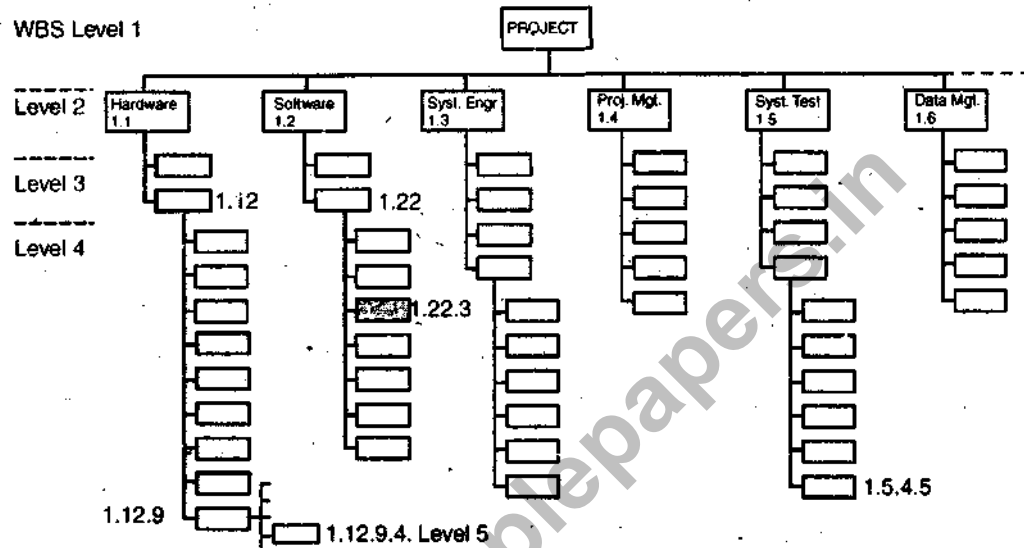 WBS Level 1
PROJECT
Level 2
Hardware
1.1
Software
1.2
Syst. Engr
1.3
Proj. Mgt.
1.4
Syst. Test
1.5
Data Mgt.
1.6
Level 3
1.12
1.22
Level 4
1.22.3
1.5.4.5
1.12.9
1.12.9.4. Level 5
plepapers.in